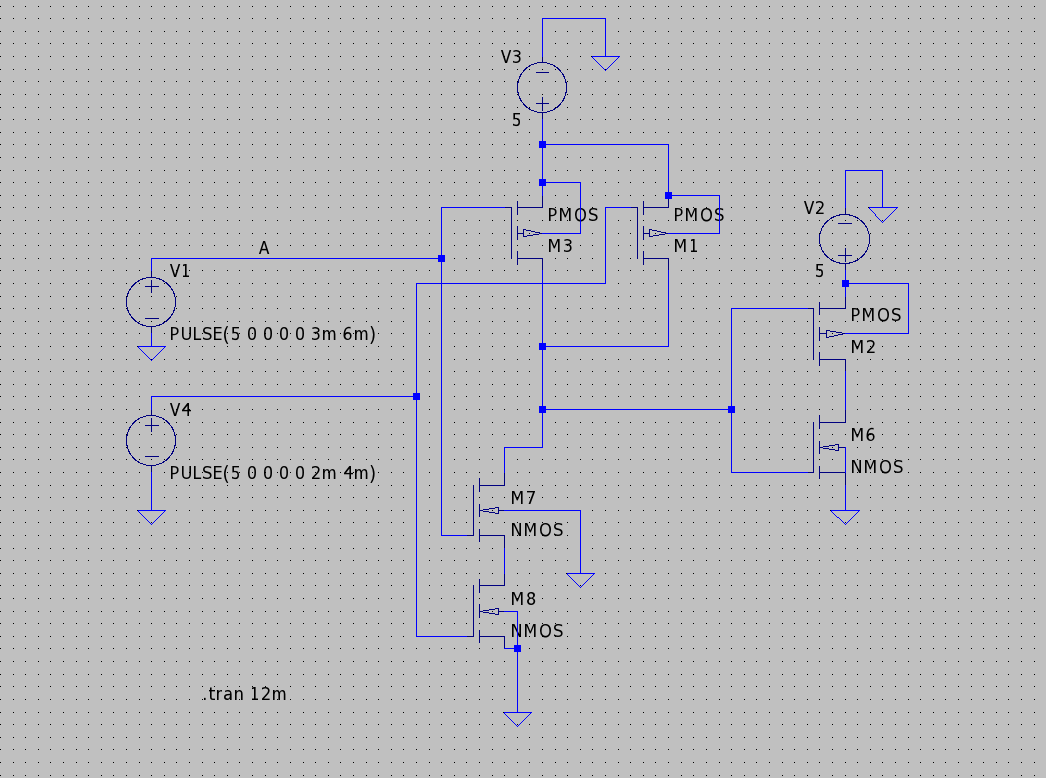 V3
5
PMOS
M3
PMOS
M1
A
V1
PULSE(5 0 0 0 0 3m 6m)
V2
5
PMOS
M2
V4
PULSE(5 0 0 0 0 2m 4m)
M6
NMOS
M7
NMOS
M8
NMOS
.tran 12m